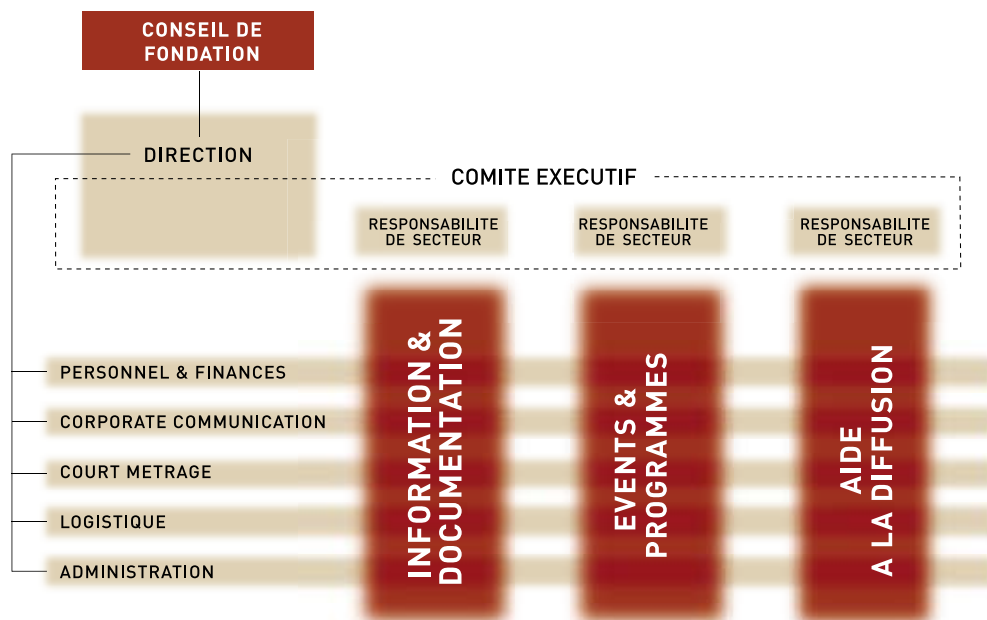 CONSEIL DE
FONDATION
DIRECTION
COMITE EXECUTIF
RESPONSABILITE
DE SECTEUR
RESPONSABILITE
DE SECTEUR
RESPONSABILITE
DE SECTEUR
INFORMATION &
DOCUMENTATION
EVENTS &
PROGRAMMES
AIDE
A LA DIFFUSION
PERSONNEL & FINANCES
CORPORATE COMMUNICATION
COURT METRAGE
LOGISTIQUE
ADMINISTRATION